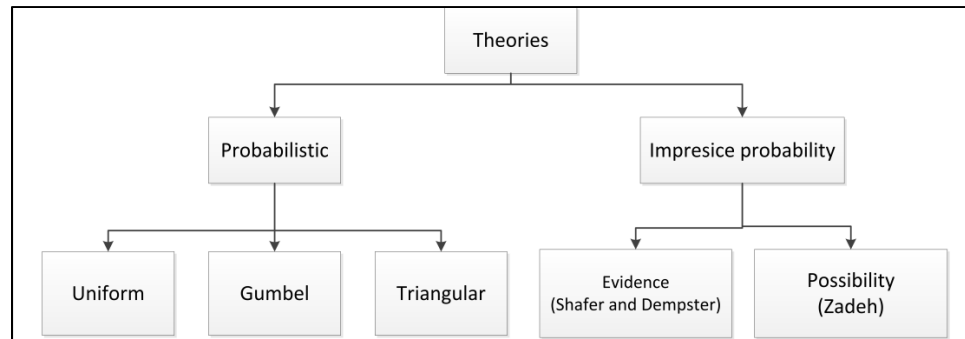 Theories
Probabilistic
Impresice probability
Uniform
Gumbel
Triangular
Evidence
(Shafer and Dempster)
Possibility
(Zadeh)